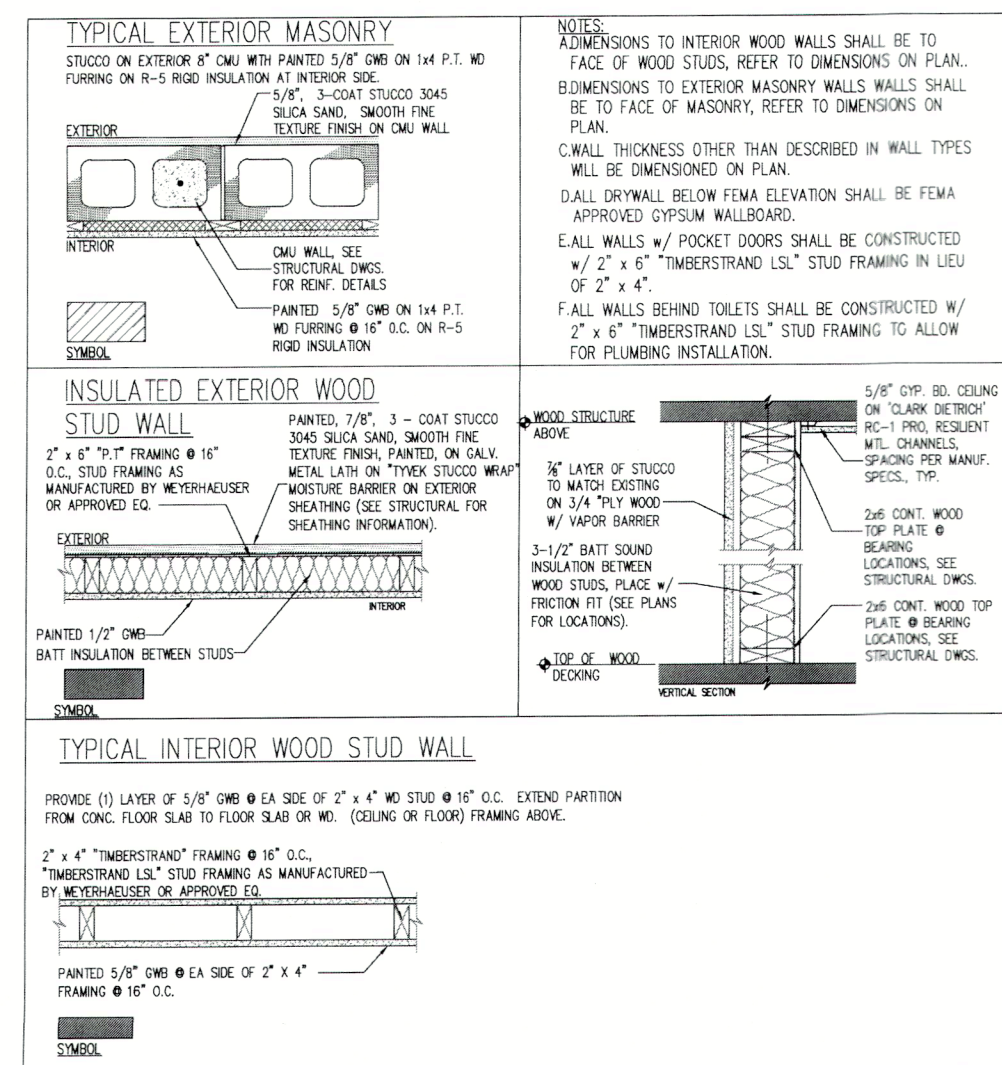 TYPICAL EXTERIOR MASONRY
STUCCO ON EXTERIOR 8" CMU WITH PAINTED 5/8" GWB ON 1x4 P.T. WD
FURRING ON R-5 RIGID INSULATION AT INTERIOR SIDE.
5/8", 3-COAT STUCCO 3045
SILICA SAND, SMOOTH FINE
TEXTURE FINISH ON CMU WALL
EXTERIOR
INTERIOR
CMU WALL, SEE
STRUCTURAL DWGS.
FOR REINF. DETAILS
PAINTED 5/8" GWB ON 1x4 P.T.
WD FURRING @ 16" O.C. ON R-5
RIGID INSULATION
SYMBOL
NOTES:
A.DIMENSIONS TO INTERIOR WOOD WALLS SHALL BE TO
FACE OF WOOD STUDS, REFER TO DIMENSIONS ON PLAN..
B.DIMENSIONS TO EXTERIOR MASONRY WALLS WALLS SHALL
BE TO FACE OF MASONRY, REFER TO DIMENSIONS ON
PLAN.
C.WALL THICKNESS OTHER THAN DESCRIBED IN WALL TYPES
WILL BE DIMENSIONED ON PLAN.
D.ALL DRYWALL BELOW FEMA ELEVATION SHALL BE FEMA
APPROVED GYPSUM WALLBOARD.
E.ALL WALLS w/ POCKET DOORS SHALL BE CONSTRUCTED
w/ 2" x 6" "TIMBERSTRAND LSL" STUD FRAMING IN LIEU
OF 2" x 4".
F.ALL WALLS BEHIND TOILETS SHALL BE CONSTRUCTED W/
2" x 6" "TIMBERSTRAND LSL" STUD FRAMING TO ALLOW
FOR PLUMBING INSTALLATION.
INSULATED EXTERIOR WOOD
STUD WALL
2" x 6" "P.T" FRAMING @ 16"
O.C., STUD FRAMING AS
MANUFACTURED BY WEYERHAEUSER
OR APPROVED EQ.
PAINTED, 7/8", 3 - COAT STUCCO
3045 SILICA SAND, SMOOTH FINE
TEXTURE FINISH, PAINTED, ON GALV.
METAL LATH ON "TYVEK STUCCO WRAP"
MOISTURE BARRIER ON EXTERIOR
SHEATHING (SEE STRUCTURAL FOR
SHEATHING INFORMATION).
EXTERIOR
INTERIOR
PAINTED 1/2" GWB
BATT INSULATION BETWEEN STUDS
SYMBOL
WOOD STRUCTURE
ABOVE
⅞" LAYER OF STUCCO
TO MATCH EXISTING
ON 3/4 "PLY WOOD
W/ VAPOR BARRIER
3-1/2" BATT SOUND
INSULATION BETWEEN
WOOD STUDS, PLACE w/
FRICTION FIT (SEE PLANS
FOR LOCATIONS).
TOP OF WOOD
DECKING
VERTICAL SECTION
5/8" GYP. BD. CEILING
ON 'CLARK DIETRICH'
RC-1 PRO, RESILIENT
MTL. CHANNELS,
SPACING PER MANUF.
SPECS., TYP.
2x6 CONT. WOOD
TOP PLATE @
BEARING
LOCATIONS, SEE
STRUCTURAL DWGS.
2x6 CONT. WOOD TOP
PLATE @ BEARING
LOCATIONS, SEE
STRUCTURAL DWGS.
TYPICAL INTERIOR WOOD STUD WALL
PROVIDE (1) LAYER OF 5/8" GWB @ EA SIDE OF 2" x 4" WD STUD @ 16" O.C. EXTEND PARTITION
FROM CONC. FLOOR SLAB TO FLOOR SLAB OR WD. (CEILING OR FLOOR) FRAMING ABOVE.
2" x 4" "TIMBERSTRAND" FRAMING @ 16" O.C.,
"TIMBERSTRAND LSL" STUD FRAMING AS MANUFACTURED
BY WEYERHAEUSER OR APPROVED EQ.
PAINTED 5/8" GWB @ EA SIDE OF 2" X 4"
FRAMING @ 16" O.C.
SYMBOL